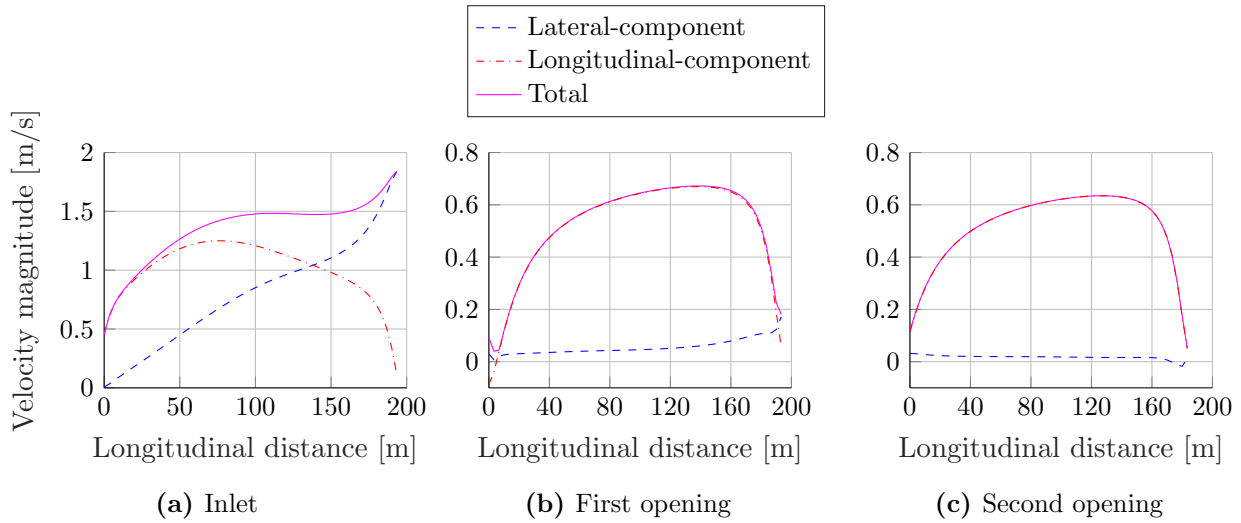 Lateral-component
Longitudinal-component
Total
Velocity magnitude [m/s]
2
1.5
1
0.5
0
0 50 100 150 200
Longitudinal distance [m]
(a) Inlet
0.8
0.6
0.4
0.2
0
0 40 80 120 160 200
Longitudinal distance [m]
(b) First opening
0.8
0.6
0.4
0.2
0
0 40 80 120 160 200
Longitudinal distance [m]
(c) Second opening